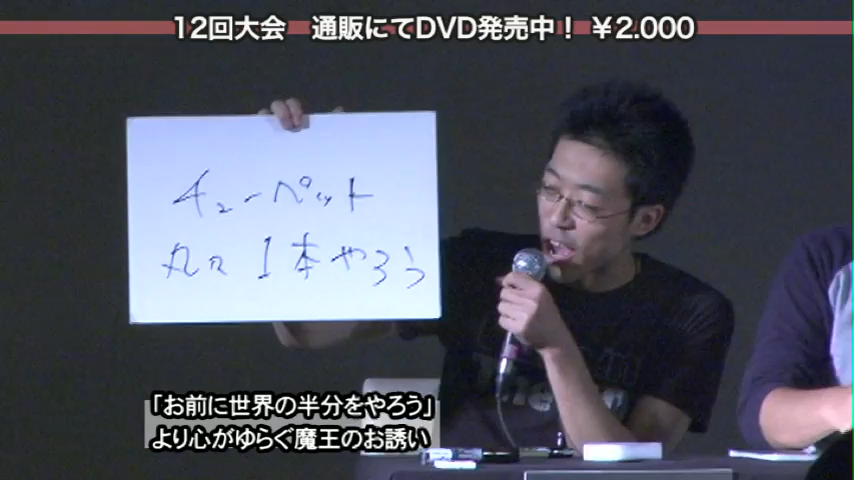 12回大会　通販にてDVD発売中！ ￥2.000
チューペット
丸々1本やろう
「お前に世界の半分をやろう」
より心がゆらぐ魔王のお誘い